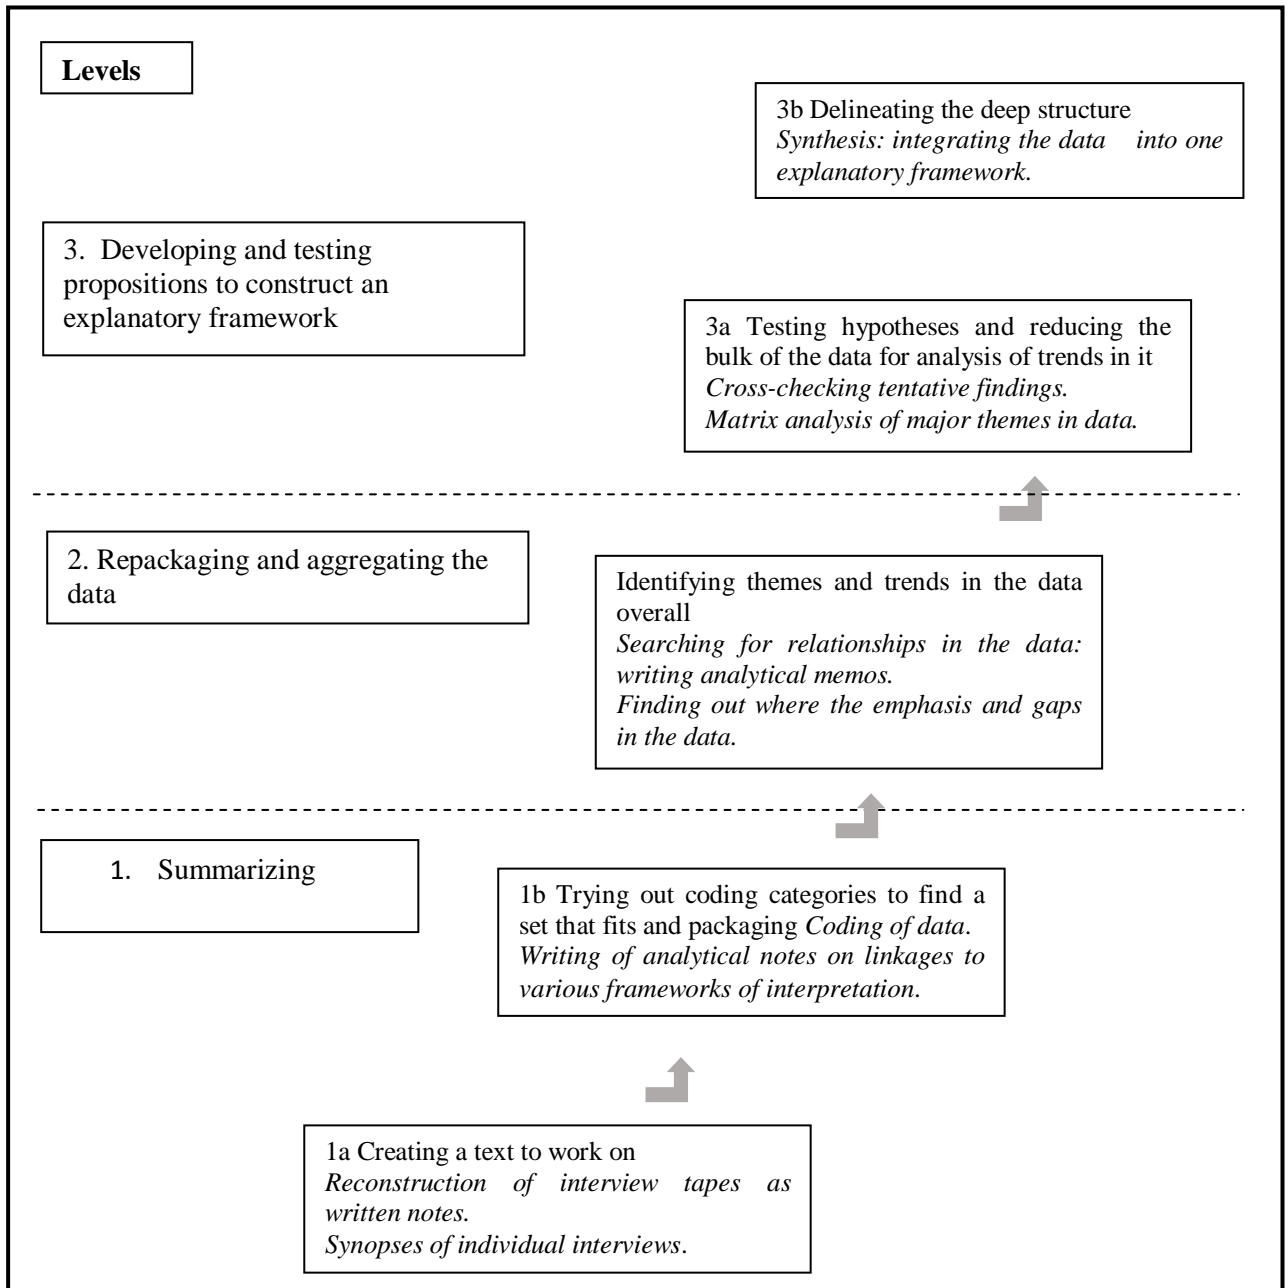 Levels
3b Delineating the deep structure
Synthesis: integrating the data into one
explanatory framework.
3. Developing and testing
propositions to construct an
explanatory framework
3a Testing hypotheses and reducing the
bulk of the data for analysis of trends in it
Cross-checking tentative findings.
Matrix analysis of major themes in data.
2. Repackaging and aggregating the
data
Identifying themes and trends in the data
overall
Searching for relationships in the data:
writing analytical memos.
Finding out where the emphasis and gaps
in the data.
1. Summarizing
1b Trying out coding categories to find a
set that fits and packaging Coding of data.
Writing of analytical notes on linkages to
various frameworks of interpretation.
1a Creating a text to work on
Reconstruction of interview tapes as
written notes.
Synopses of individual interviews.